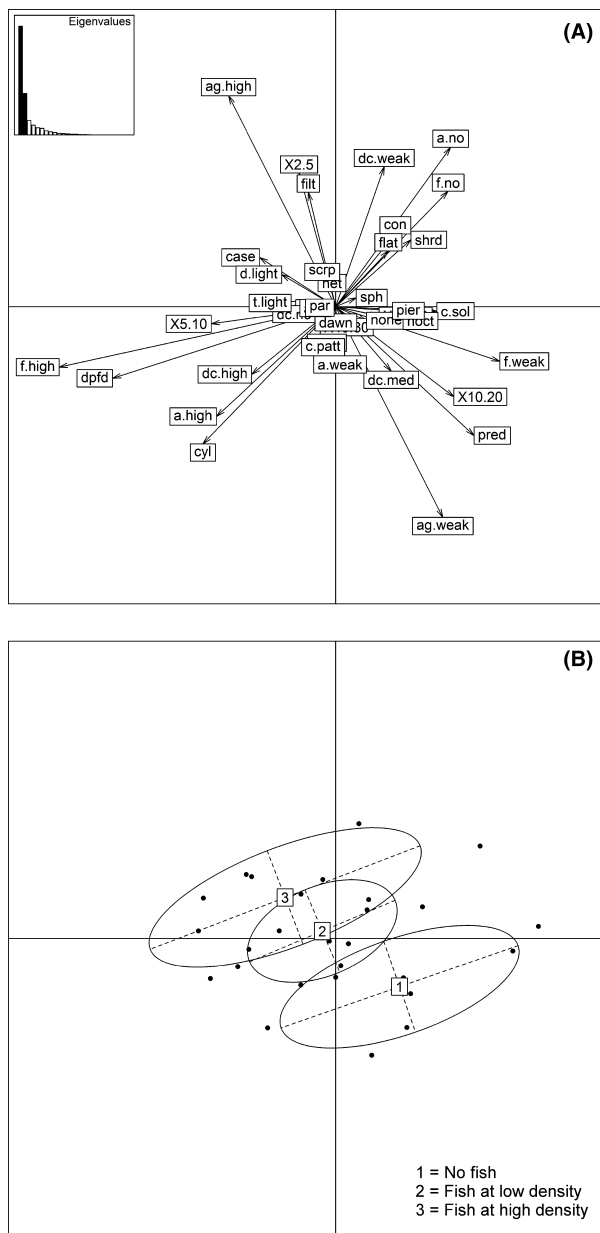 Eigenvalues
(A)
ag.high
a.no
X2.5
dc.weak
filt
f.no
con
flat
shrd
case
d.light
scrp
sph
t.light
par
pier
c.sol
none
X5.10
dawn
c.patt
f.high
dpfd
dc.high
a.weak
f.weak
dc.med
X10.20
a.high
cyl
pred
ag.weak
(B)
3
2
1
1 = No fish
2 = Fish at low density
3 = Fish at high density